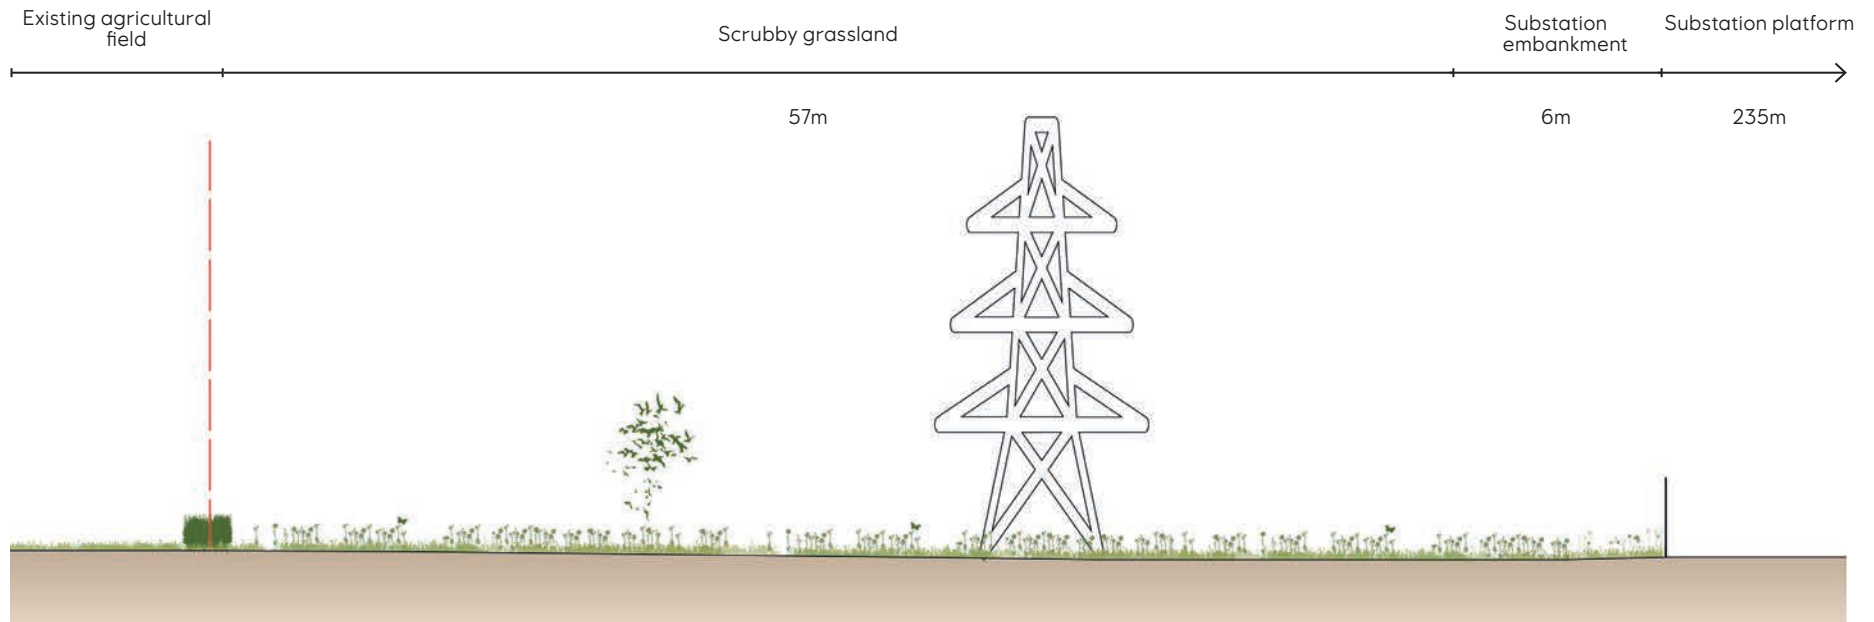 Existing agricultural
field
Scrubby grassland
Substation
embankment
Substation platform
57m
6m
235m